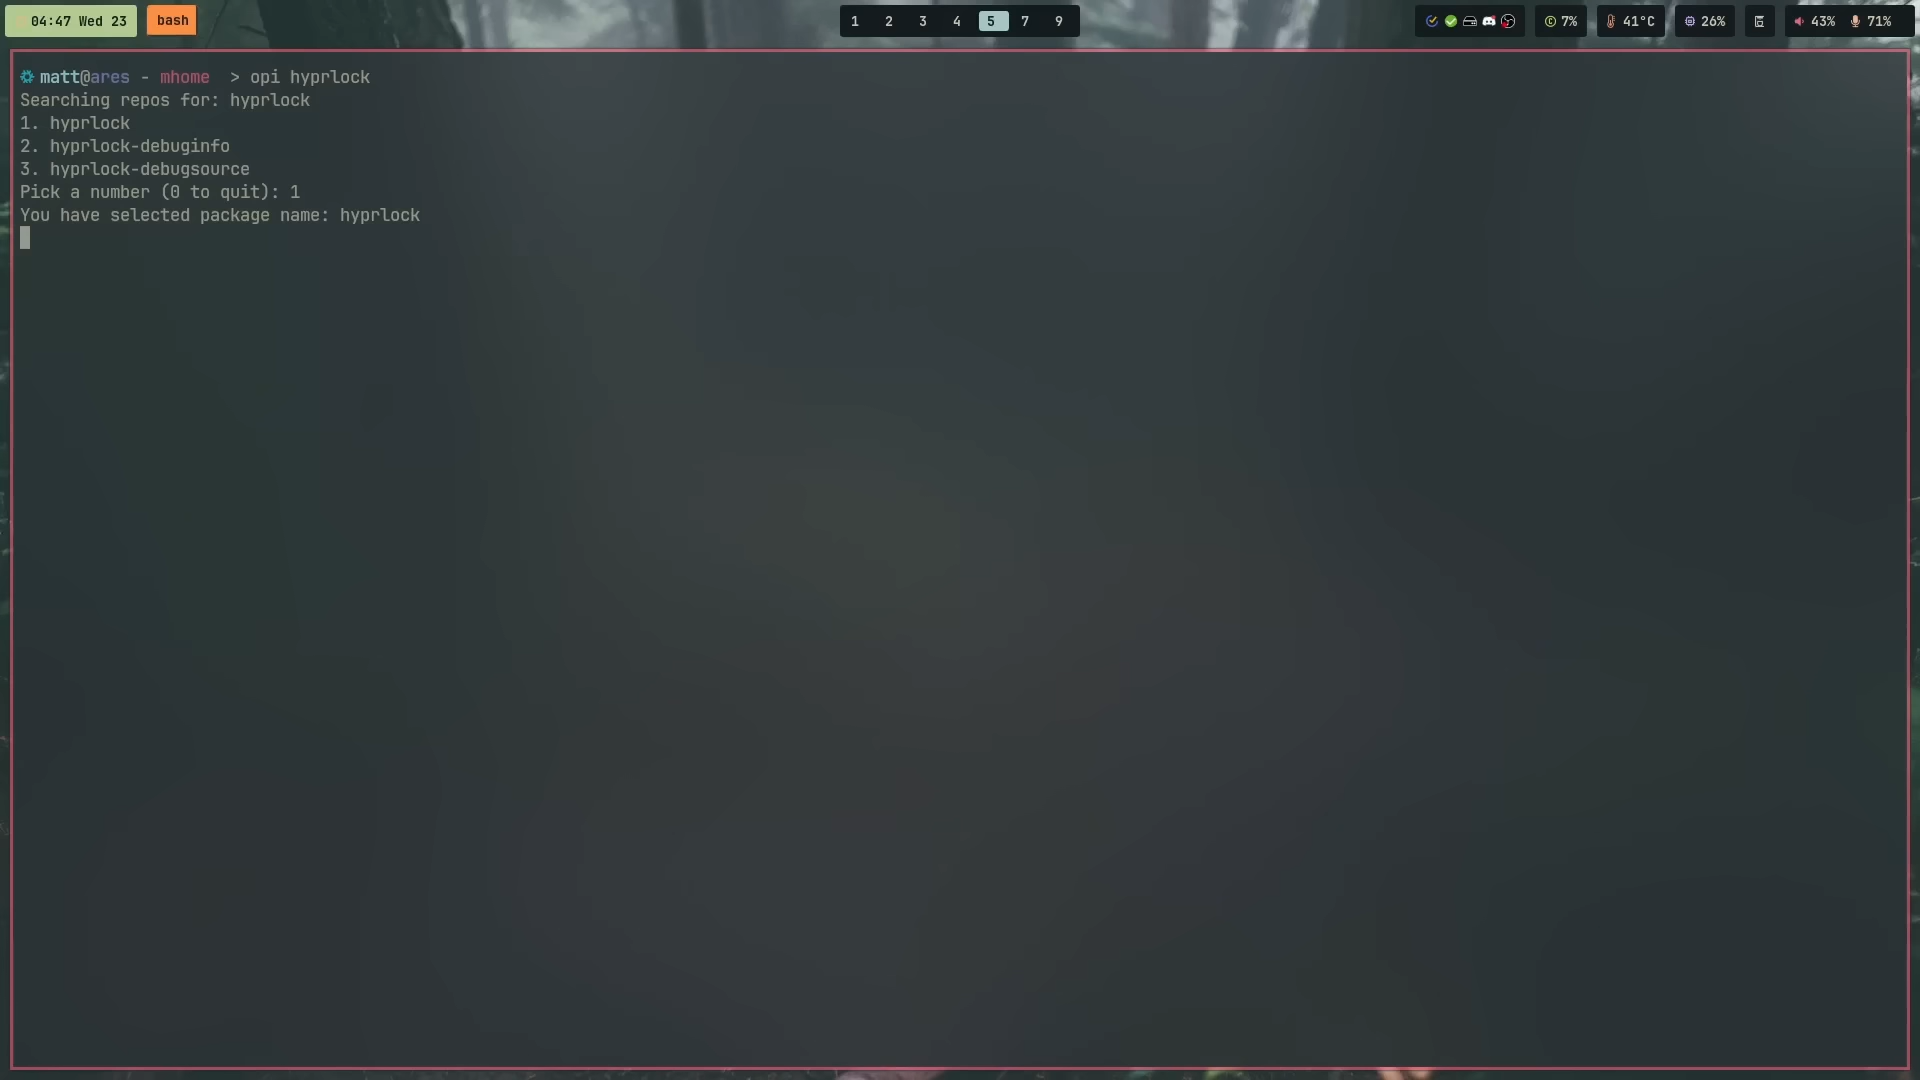 04:47 Wed 23 bash 1 2 3 4 5 7 9 7% 41°C 26% 43% 71%
matt@ares - mhome > opi hyprlock
Searching repos for: hyprlock
1. hyprlock
2. hyprlock-debuginfo
3. hyprlock-debugsource
Pick a number (0 to quit): 1
You have selected package name: hyprlock